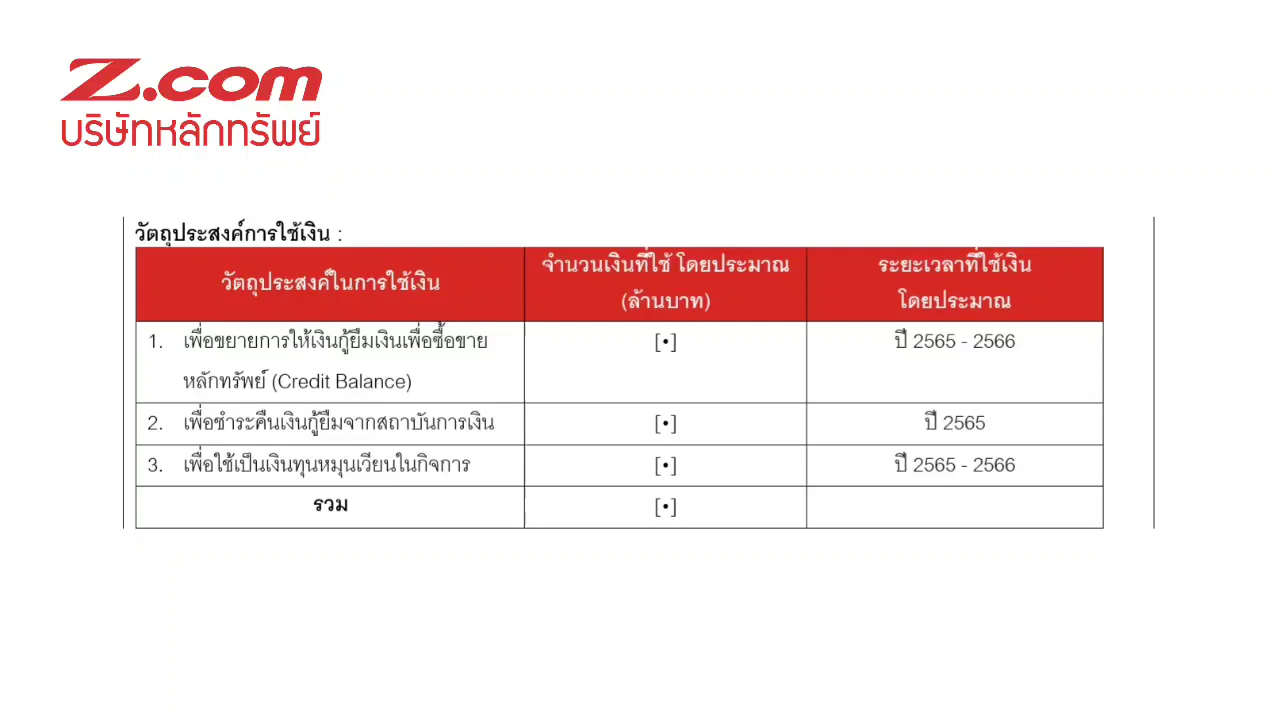 Z.com
บริษัทหลักทรัพย์
วัตถุประสงค์การใช้เงิน :
วัตถุประสงค์ในการใช้เงิน
จำนวนเงินที่ใช้ โดยประมาณ
(ล้านบาท)
ระยะเวลาที่ใช้เงิน
โดยประมาณ
1. เพื่อขยายการให้เงินกู้ยืมเงินเพื่อซื้อขาย
หลักทรัพย์ (Credit Balance)
[•]
ปี 2565 - 2566
2. เพื่อชำระคืนเงินกู้ยืมจากสถาบันการเงิน
[•]
ปี 2565
3. เพื่อใช้เป็นเงินทุนหมุนเวียนในกิจการ
[•]
ปี 2565 - 2566
รวม
[•]